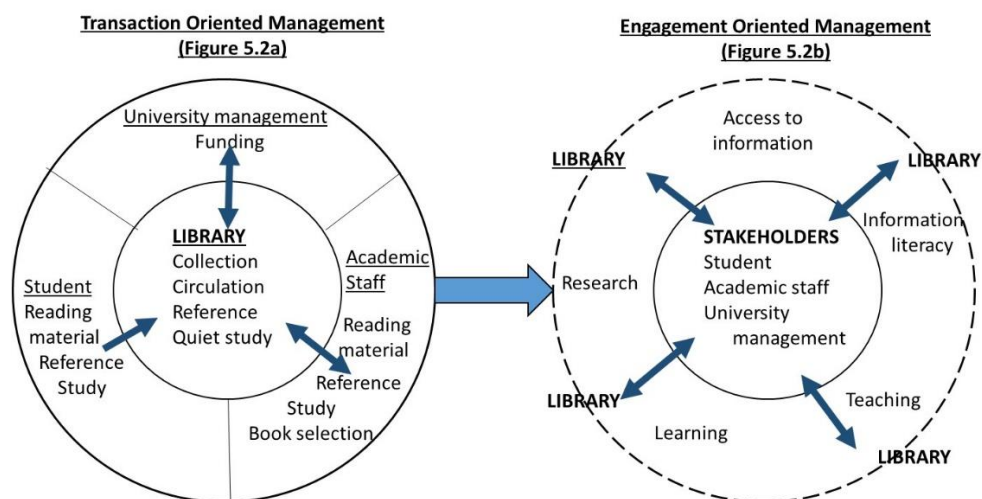 Transaction Oriented Management
(Figure 5.2a)
University management
Funding
LIBRARY
Collection
Circulation
Reference
Quiet study
Student
Reading
material
Reference
Study
Academic
Staff
Reading
material
Reference
Study
Book selection
Engagement Oriented Management
(Figure 5.2b)
Access to
information
LIBRARY
LIBRARY
Information
literacy
STAKEHOLDERS
Student
Academic staff
University
management
Research
LIBRARY
Learning
Teaching
LIBRARY